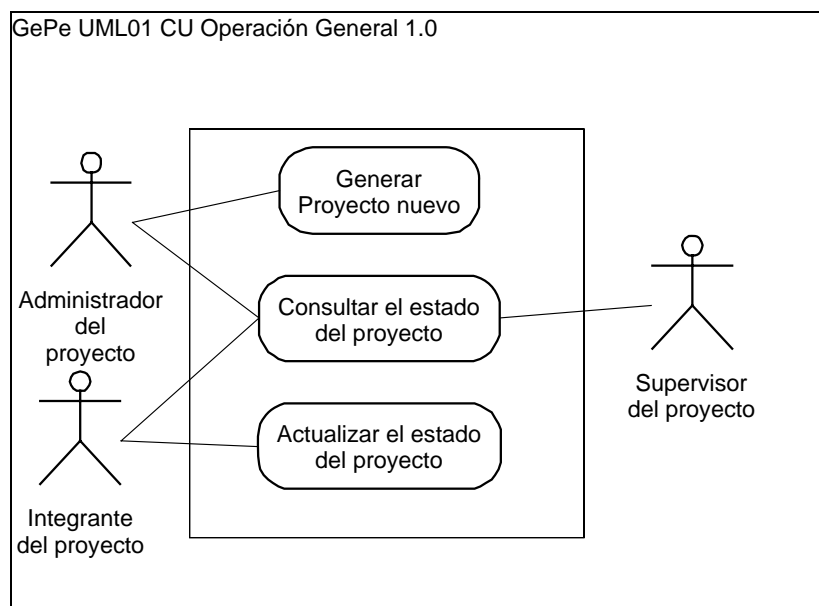 GePe UML01 CU Operación General 1.0
Generar
Proyecto nuevo
Administrador
del
proyecto
Consultar el estado
del proyecto
Supervisor
del proyecto
Actualizar el estado
del proyecto
Integrante
del proyecto